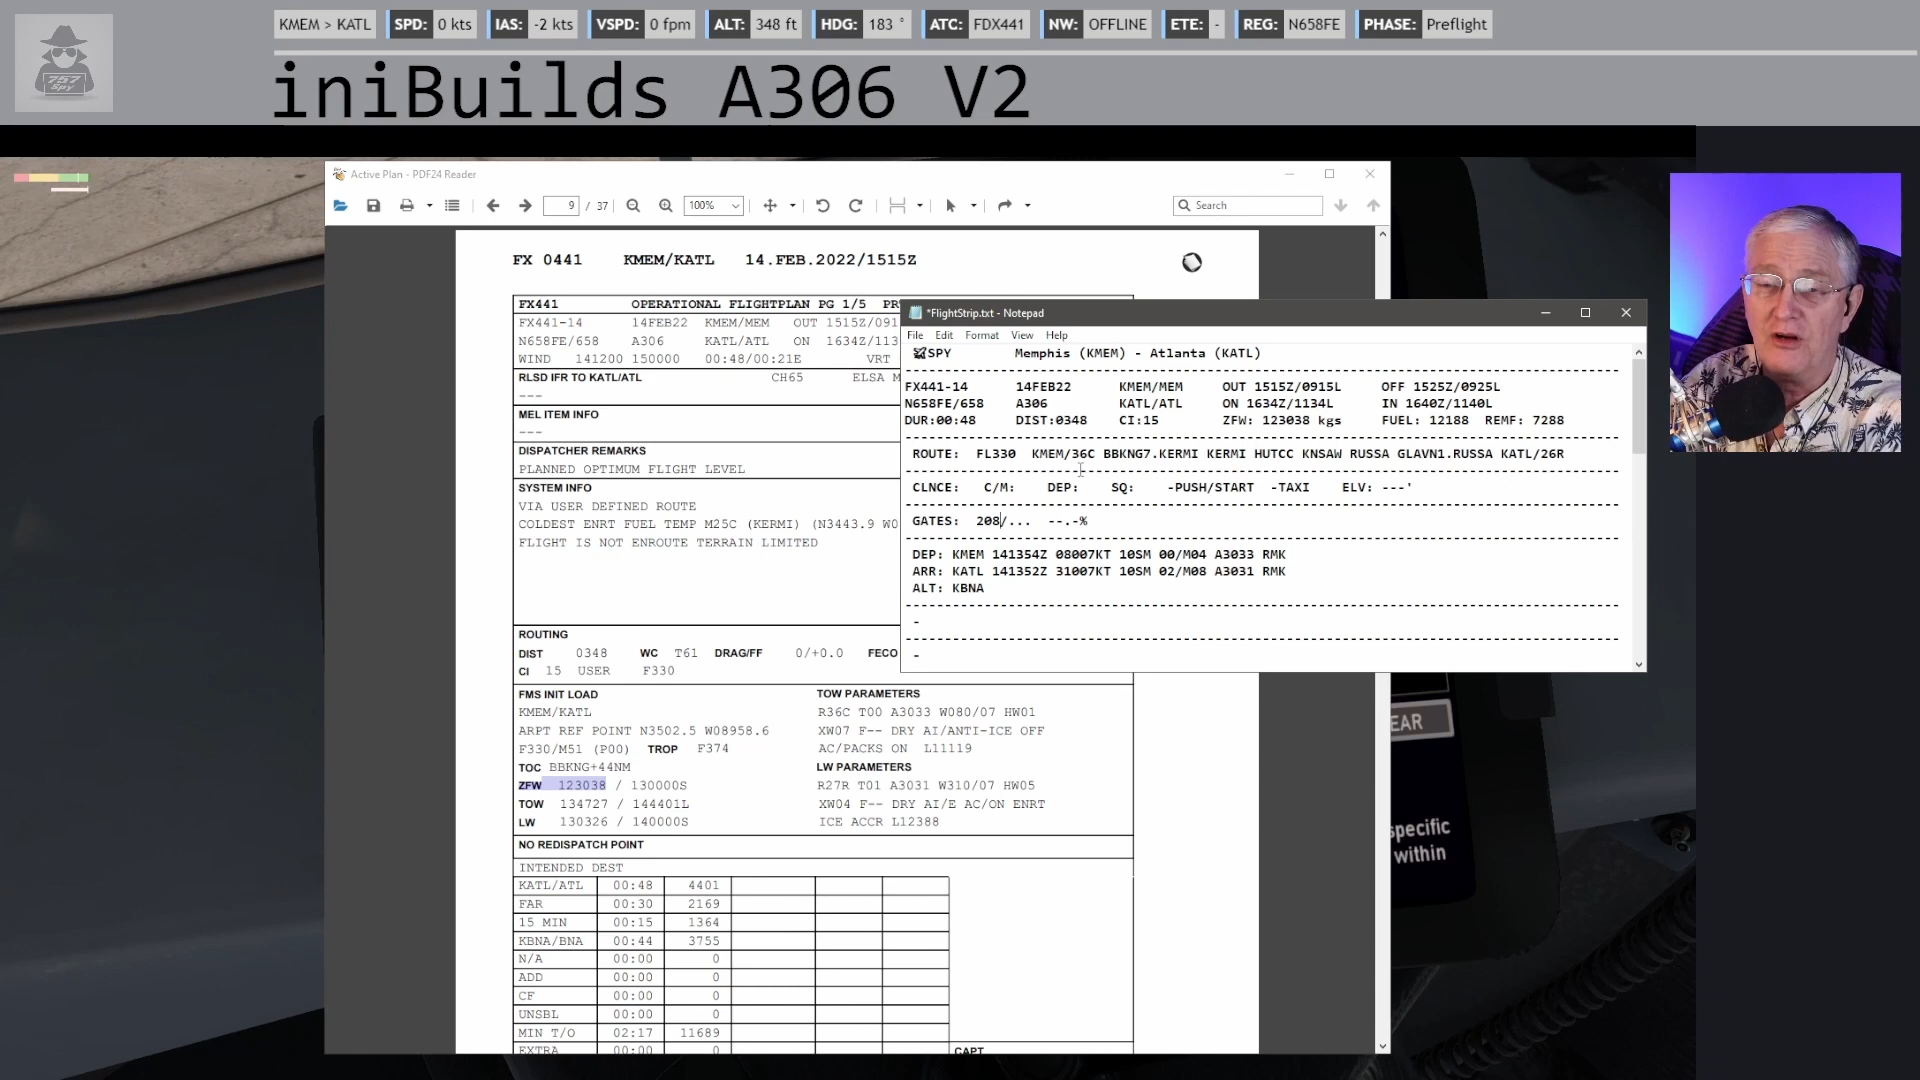 KMEM > KATL SPD: 0 kts IAS: -2 kts VSPD: 0 fpm ALT: 348 ft HDG: 183 ° ATC: FDX441 NW: OFFLINE ETE: - REG: N658FE PHASE: Preflight
757
Spy
iniBuilds A306 V2
Active Plan - PDF24 Reader
9 / 37 100% Search
FX 0441 KMEM/KATL 14.FEB.2022/1515Z
FX441 OPERATIONAL FLIGHTPLAN PG 1/5 PR
FX441-14 14FEB22 KMEM/MEM OUT 1515Z/091
N658FE/658 A306 KATL/ATL ON 1634Z/113
WIND 141200 150000 00:48/00:21E VRT
RLSD IFR TO KATL/ATL CH65 ELSA M
---
MEL ITEM INFO
---
DISPATCHER REMARKS
PLANNED OPTIMUM FLIGHT LEVEL
SYSTEM INFO
VIA USER DEFINED ROUTE
COLDEST ENRT FUEL TEMP M25C (KERMI) (N3443.9 W0
FLIGHT IS NOT ENROUTE TERRAIN LIMITED
ROUTING
DIST 0348 WC T61 DRAG/FF 0/+0.0 FECO
CI 15 USER F330
FMS INIT LOAD TOW PARAMETERS
KMEM/KATL R36C T00 A3033 W080/07 HW01
ARPT REF POINT N3502.5 W08958.6 XW07 F-- DRY AI/ANTI-ICE OFF
F330/M51 (P00) TROP F374 AC/PACKS ON L11119
TOC BBKNG+44NM LW PARAMETERS
ZFW 123038 / 130000S R27R T01 A3031 W310/07 HW05
TOW 134727 / 144401L XW04 F-- DRY AI/E AC/ON ENRT
LW 130326 / 140000S ICE ACCR L12388
NO REDISPATCH POINT
INTENDED DEST
KATL/ATL 00:48 4401
FAR 00:30 2169
15 MIN 00:15 1364
KBNA/BNA 00:44 3755
N/A 00:00 0
ADD 00:00 0
CF 00:00 0
UNSBL 00:00 0
MIN T/O 02:17 11689
EXTRA 00:00 0 CAPT
*FlightStrip.txt - Notepad
File Edit Format View Help
SPY Memphis (KMEM) - Atlanta (KATL)
FX441-14 14FEB22 KMEM/MEM OUT 1515Z/0915L OFF 1525Z/0925L
N658FE/658 A306 KATL/ATL ON 1634Z/1134L IN 1640Z/1140L
DUR:00:48 DIST:0348 CI:15 ZFW: 123038 kgs FUEL: 12188 REMF: 7288
ROUTE: FL330 KMEM/36C BBKNG7.KERMI KERMI HUTCC KNSAW RUSSA GLAVN1.RUSSA KATL/26R
CLNCE: C/M: DEP: SQ: -PUSH/START -TAXI ELV: ---'
GATES: 208/... --.-%
DEP: KMEM 141354Z 08007KT 10SM 00/M04 A3033 RMK
ARR: KATL 141352Z 31007KT 10SM 02/M08 A3031 RMK
ALT: KBNA
-
-
EAR
specific
within